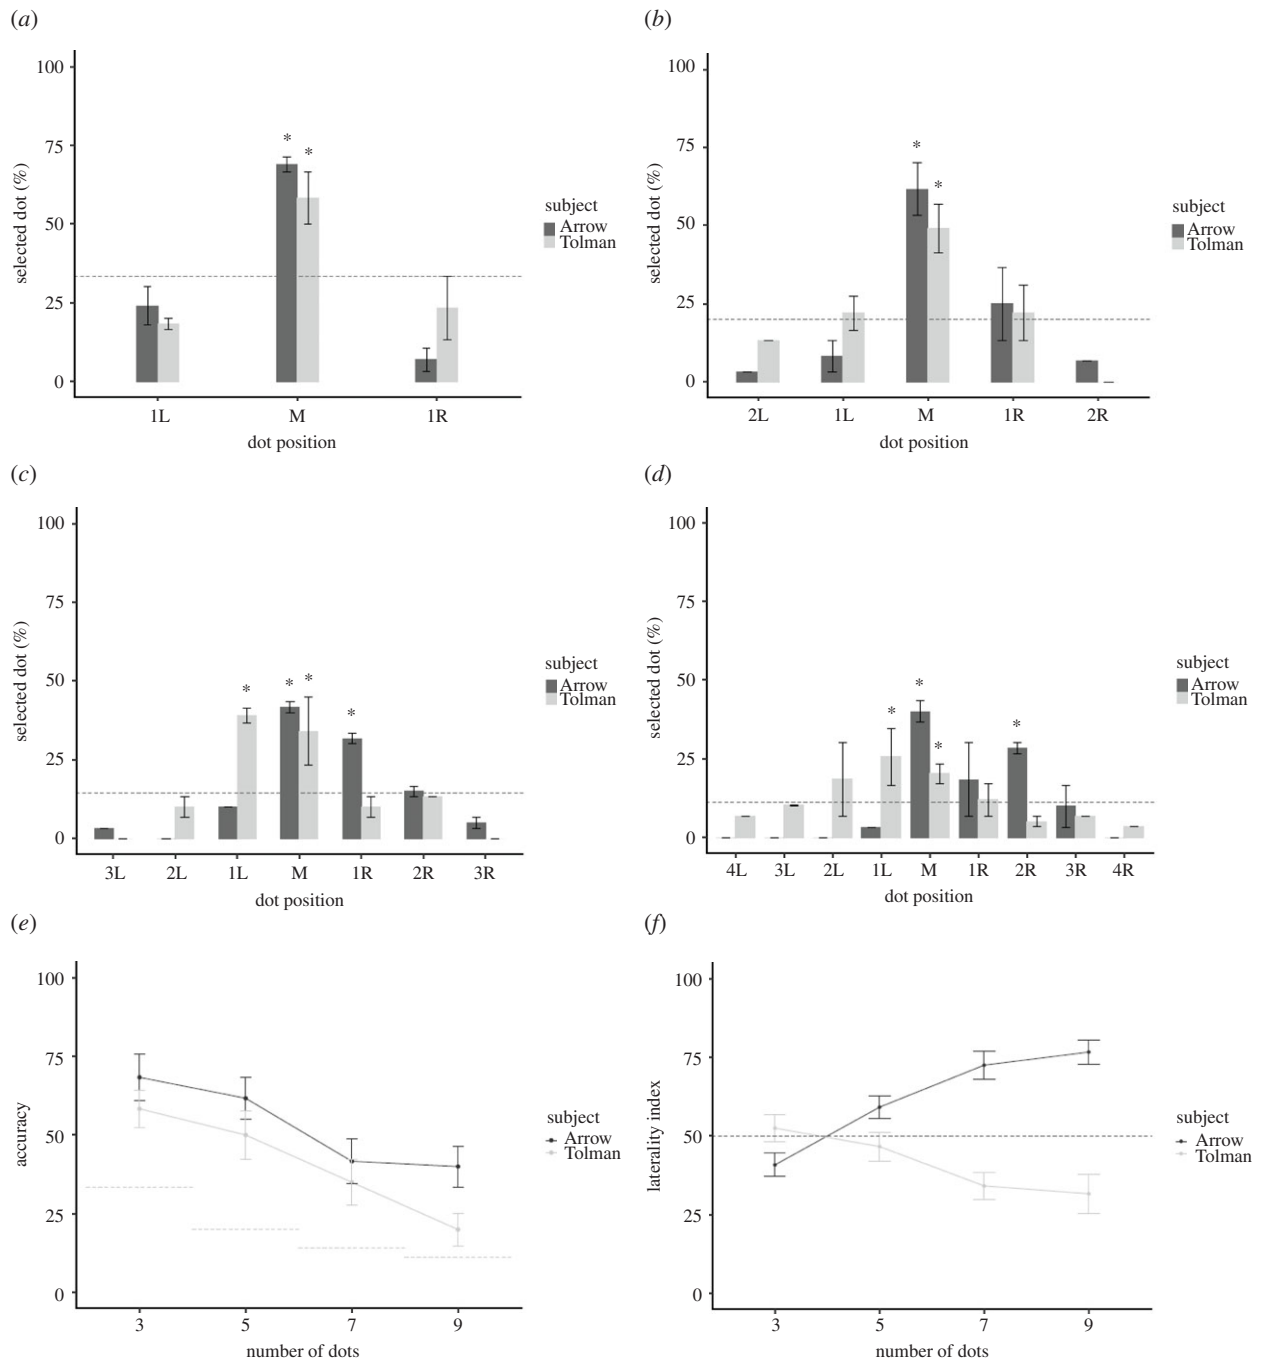 (a)
100
75
50
25
0
selected dot (%)
* *
1L M 1R
dot position
subject
Arrow
Tolman
(b)
100
75
50
25
0
selected dot (%)
* *
2L 1L M 1R 2R
dot position
subject
Arrow
Tolman
(c)
100
75
50
25
0
selected dot (%)
* * * *
3L 2L 1L M 1R 2R 3R
dot position
subject
Arrow
Tolman
(d)
100
75
50
25
0
selected dot (%)
* * * *
4L 3L 2L 1L M 1R 2R 3R 4R
dot position
subject
Arrow
Tolman
(e)
100
75
50
25
0
accuracy
3 5 7 9
number of dots
subject
Arrow
Tolman
(f)
100
75
50
25
0
laterality index
3 5 7 9
number of dots
subject
Arrow
Tolman